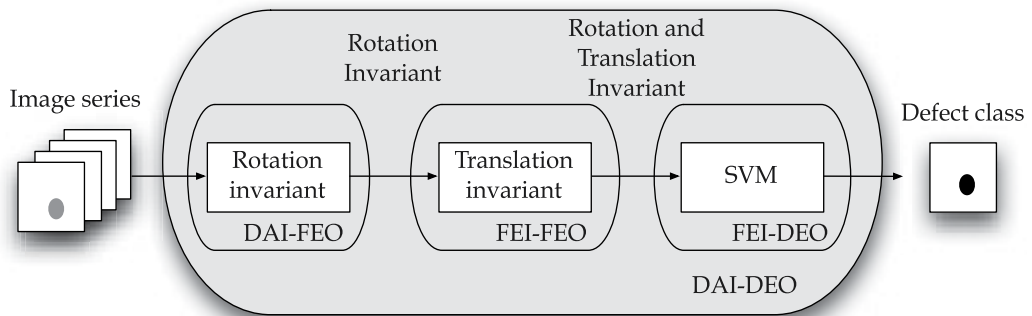 Image series
Rotation
Invariant
Rotation and
Translation
Invariant
Defect class
Rotation
invariant
DAI-FEO
Translation
invariant
FEI-FEO
SVM
FEI-DEO
DAI-DEO